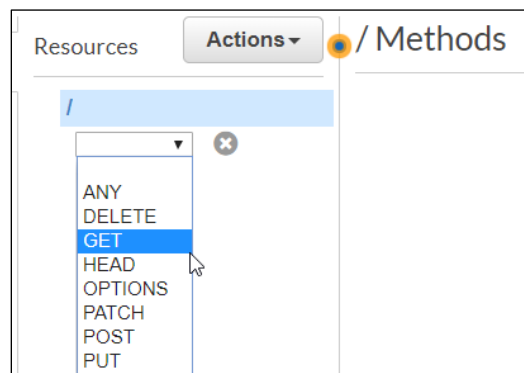 Resources
Actions
/ Methods
/
ANY
DELETE
GET
HEAD
OPTIONS
PATCH
POST
PUT